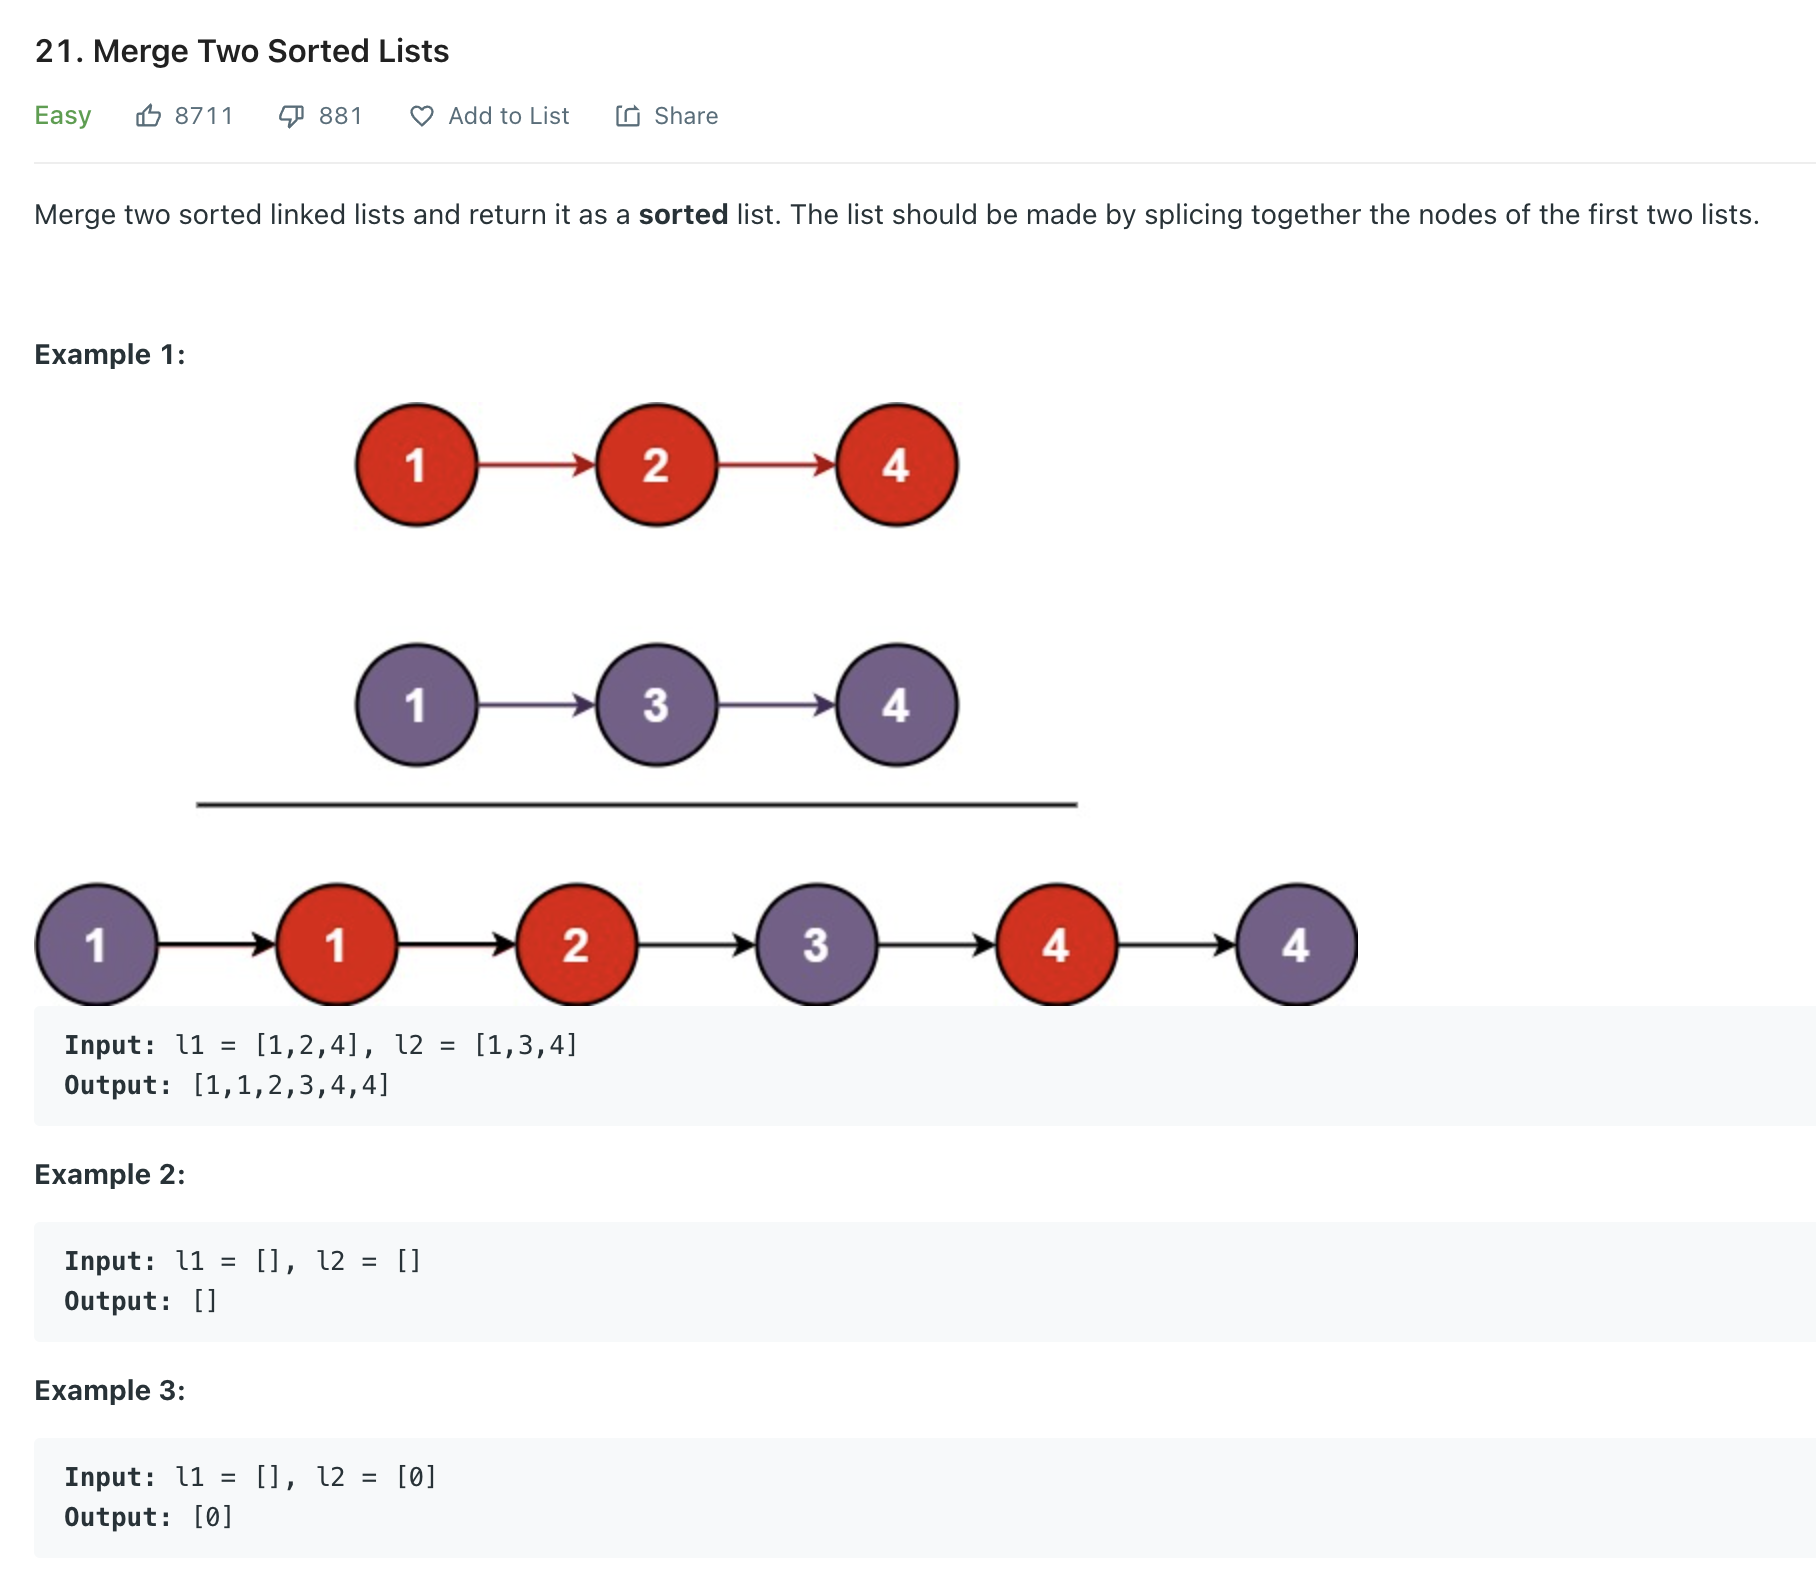 21. Merge Two Sorted Lists
Easy 8711 881 Add to List Share
Merge two sorted linked lists and return it as a sorted list. The list should be made by splicing together the nodes of the first two lists.
Example 1:
1 2 4
1 3 4
1 1 2 3 4 4
Input: l1 = [1,2,4], l2 = [1,3,4]
Output: [1,1,2,3,4,4]
Example 2:
Input: l1 = [], l2 = []
Output: []
Example 3:
Input: l1 = [], l2 = [0]
Output: [0]